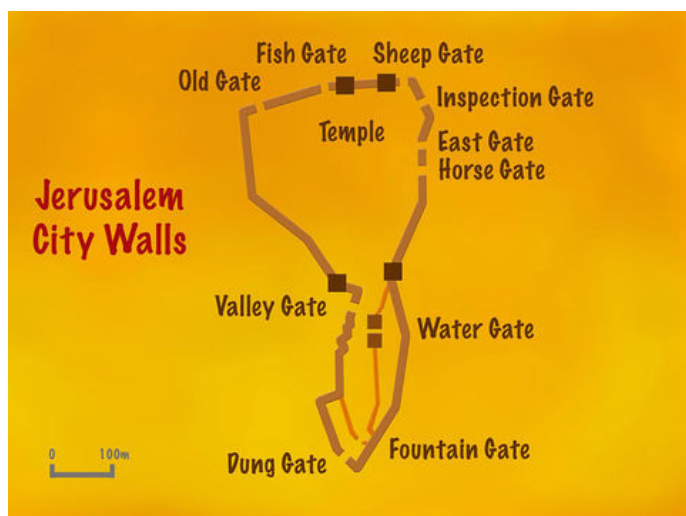 Fish Gate
Sheep Gate
Old Gate
Inspection Gate
Temple
East Gate
Horse Gate
Jerusalem
City Walls
Valley Gate
Water Gate
0 100m
Dung Gate
Fountain Gate